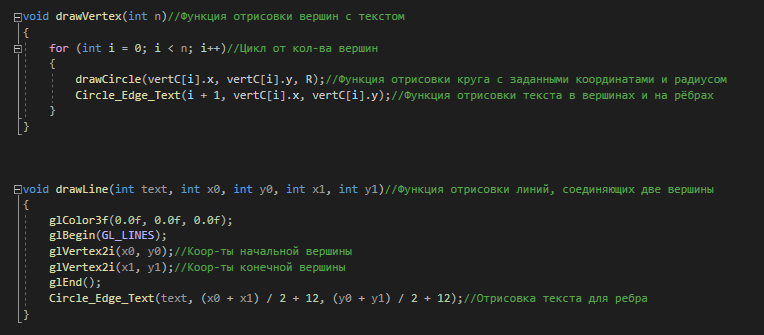 void drawVertex(int n)//Функция отрисовки вершин с текстом
{
    for (int i = 0; i < n; i++)//Цикл от кол-ва вершин
    {
        drawCircle(vertC[i].x, vertC[i].y, R);//Функция отрисовки круга с заданными координатами и радиусом
        Circle_Edge_Text(i + 1, vertC[i].x, vertC[i].y);//Функция отрисовки текста в вершинах и на рёбрах
    }
}
void drawLine(int text, int x0, int y0, int x1, int y1)//Функция отрисовки линий, соединяющих две вершины
{
    glColor3f(0.0f, 0.0f, 0.0f);
    glBegin(GL_LINES);
    glVertex2i(x0, y0);//Коор-ты начальной вершины
    glVertex2i(x1, y1);//Коор-ты конечной вершины
    glEnd();
    Circle_Edge_Text(text, (x0 + x1) / 2 + 12, (y0 + y1) / 2 + 12);//Отрисовка текста для ребра
}